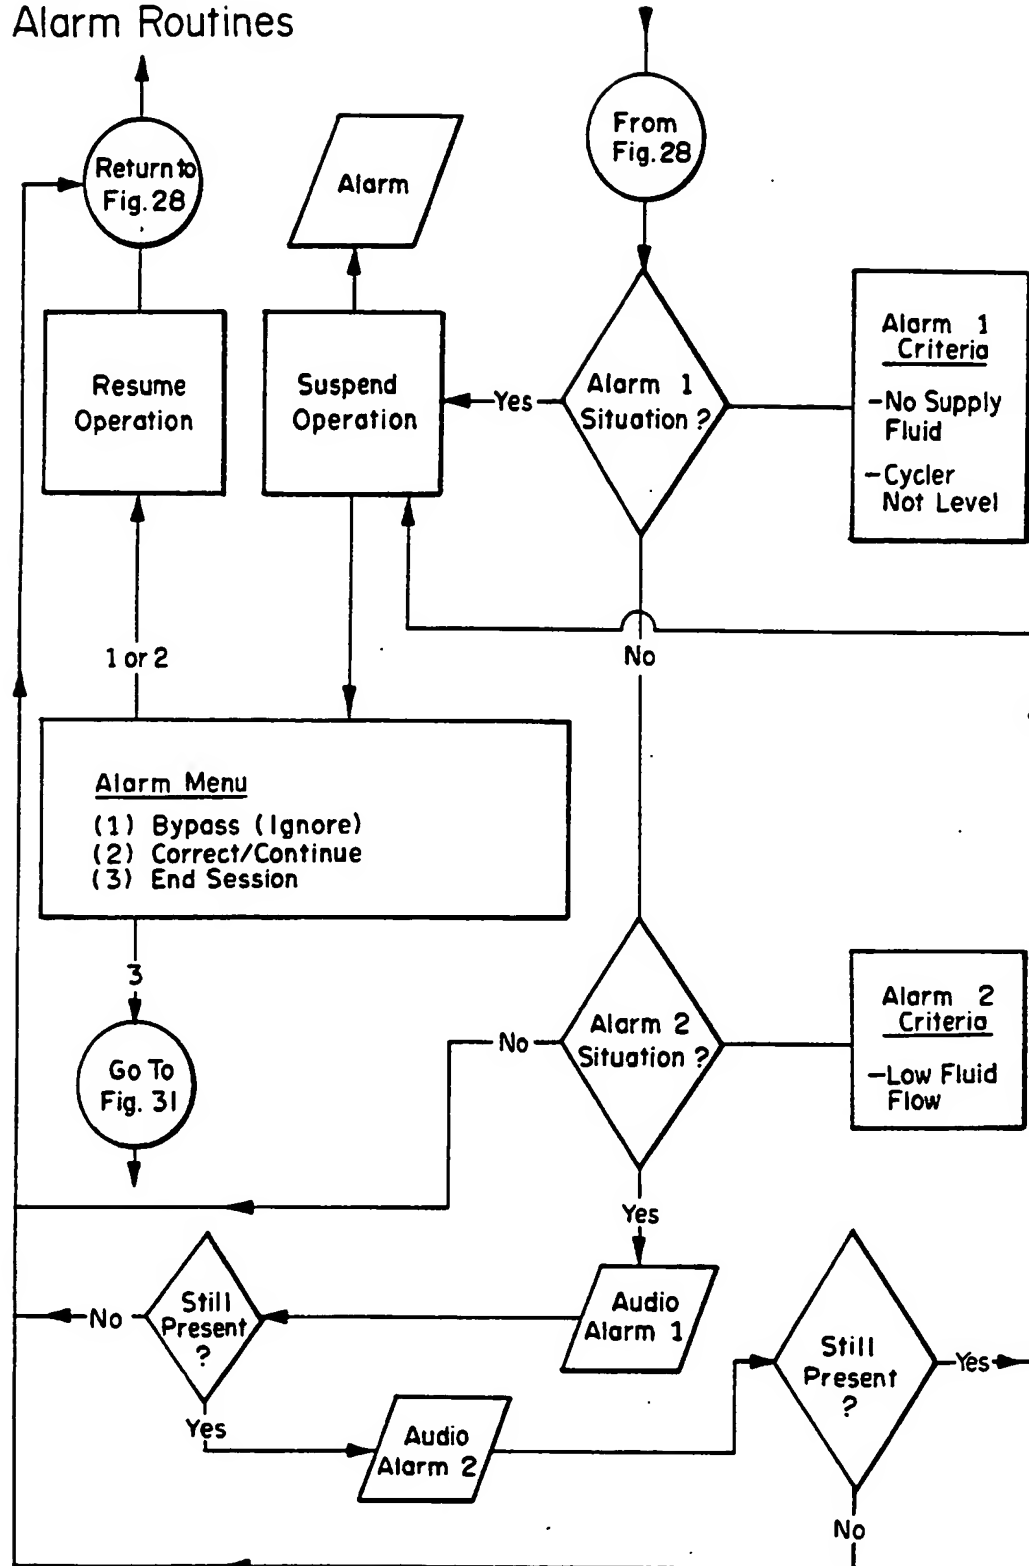 Alarm Routines
From
Fig. 28
Return to
Fig. 28
Alarm
Resume
Operation
Suspend
Operation
Yes
Alarm 1
Situation ?
Alarm 1
Criteria
-No Supply
Fluid
-Cycler
Not Level
1 or 2
No
Alarm Menu
(1) Bypass (Ignore)
(2) Correct/Continue
(3) End Session
3
Go To
Fig. 31
No
Alarm 2
Situation ?
Alarm 2
Criteria
-Low Fluid
Flow
Yes
Audio
Alarm 1
Still
Present
?
No
Yes
Audio
Alarm 2
Still
Present
?
Yes
No